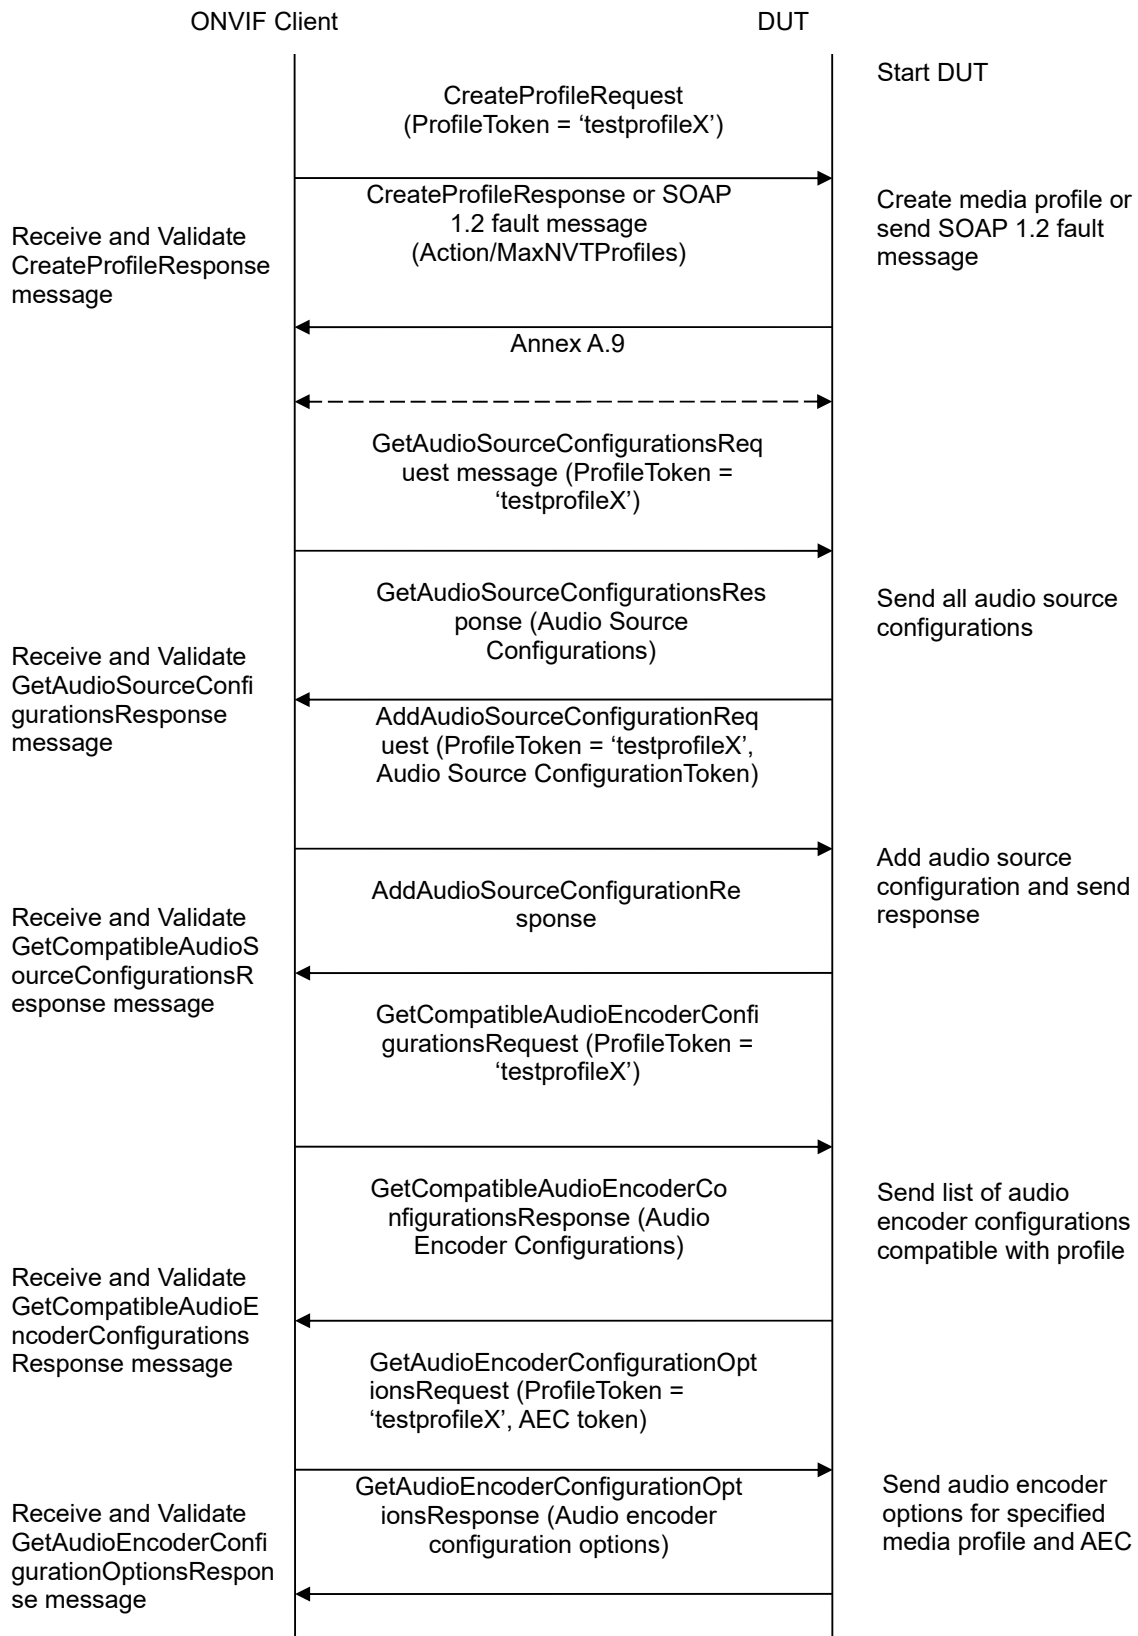 ONVIF Client
DUT
Start DUT
CreateProfileRequest
(ProfileToken = ‘testprofileX’)
CreateProfileResponse or SOAP
1.2 fault message
(Action/MaxNVTProfiles)
Create media profile or
send SOAP 1.2 fault
message
Receive and Validate
CreateProfileResponse
message
Annex A.9
GetAudioSourceConfigurationsReq
uest message (ProfileToken =
‘testprofileX’)
GetAudioSourceConfigurationsRes
ponse (Audio Source
Configurations)
Send all audio source
configurations
Receive and Validate
GetAudioSourceConfi
gurationsResponse
message
AddAudioSourceConfigurationReq
uest (ProfileToken = ‘testprofileX’,
Audio Source ConfigurationToken)
Add audio source
configuration and send
response
AddAudioSourceConfigurationRe
sponse
Receive and Validate
GetCompatibleAudioS
ourceConfigurationsR
esponse message
GetCompatibleAudioEncoderConfi
gurationsRequest (ProfileToken =
‘testprofileX’)
GetCompatibleAudioEncoderCo
nfigurationsResponse (Audio
Encoder Configurations)
Send list of audio
encoder configurations
compatible with profile
Receive and Validate
GetCompatibleAudioE
ncoderConfigurations
Response message
GetAudioEncoderConfigurationOpt
ionsRequest (ProfileToken =
‘testprofileX’, AEC token)
GetAudioEncoderConfigurationOpt
ionsResponse (Audio encoder
configuration options)
Send audio encoder
options for specified
media profile and AEC
Receive and Validate
GetAudioEncoderConfi
gurationOptionsRespon
se message